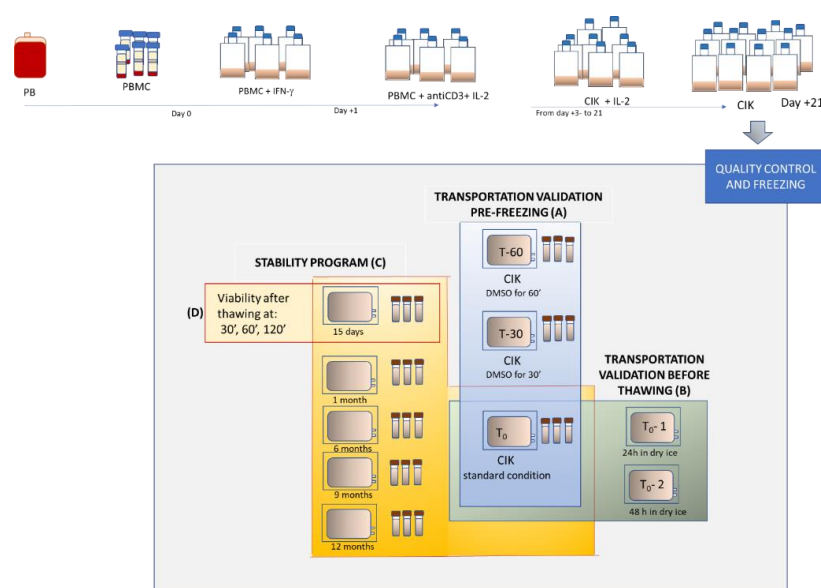 PB
PBMC
PBMC + IFN-γ
PBMC + antiCD3+ IL-2
CIK + IL-2
CIK
Day +21
Day 0
Day +1
From day +3- to 21
QUALITY CONTROL
AND FREEZING
TRANSPORTATION VALIDATION
PRE-FREEZING (A)
T-60
CIK
DMSO for 60’
T-30
CIK
DMSO for 30’
T0
CIK
standard condition
STABILITY PROGRAM (C)
(D)
Viability after
thawing at:
30’, 60’, 120’
15 days
1 month
6 months
9 months
12 months
TRANSPORTATION
VALIDATION BEFORE
THAWING (B)
T0- 1
24h in dry ice
T0- 2
48 h in dry ice